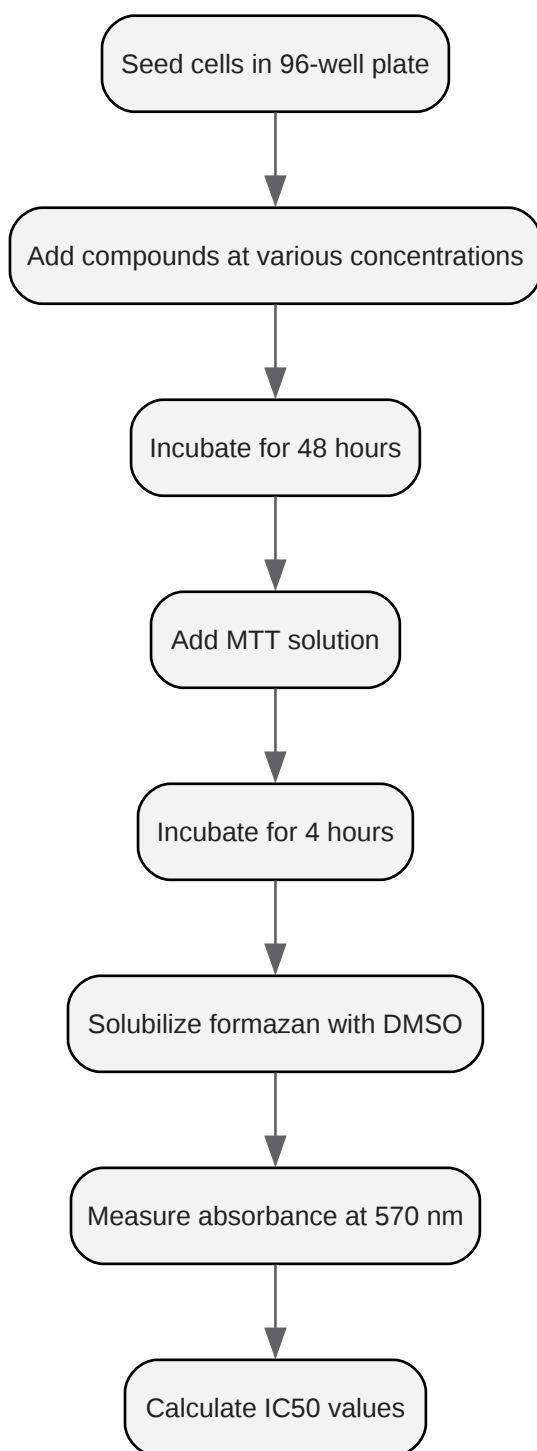 Seed cells in 96-well plate
Add compounds at various concentrations
Incubate for 48 hours
Add MTT solution
Incubate for 4 hours
Solubilize formazan with DMSO
Measure absorbance at 570 nm
Calculate IC50 values